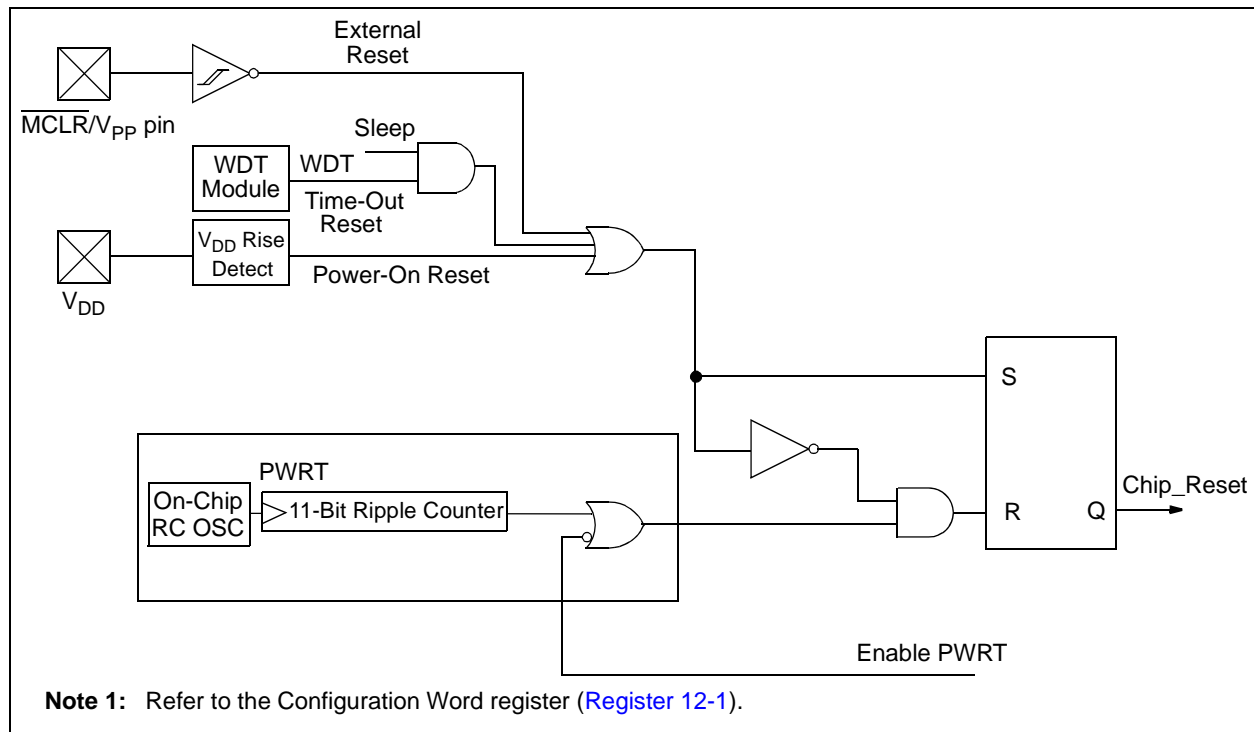 External
Reset
MCLR/VPP pin
Sleep
WDT
Module
WDT
Time-Out
Reset
VDD Rise
Detect
Power-On Reset
VDD
S
PWRT
On-Chip
RC OSC
11-Bit Ripple Counter
R
Q
Chip_Reset
Enable PWRT
Note 1: Refer to the Configuration Word register (Register 12-1).